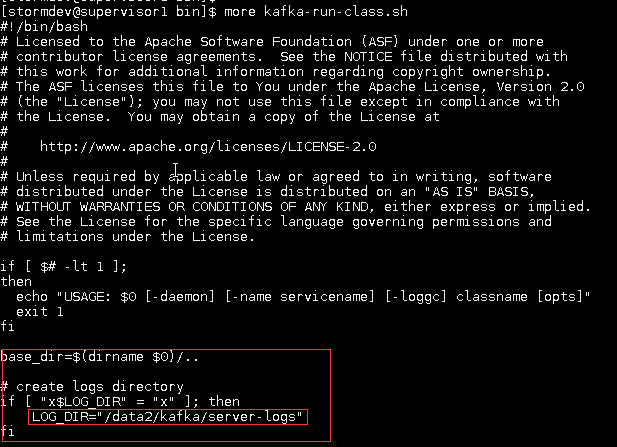 [stormdev@supervisor1 bin]$
[stormdev@supervisor1 bin]$ more kafka-run-class.sh
#!/bin/bash
# Licensed to the Apache Software Foundation (ASF) under one or more
# contributor license agreements.  See the NOTICE file distributed with
# this work for additional information regarding copyright ownership.
# The ASF licenses this file to You under the Apache License, Version 2.0
# (the "License"); you may not use this file except in compliance with
# the License.  You may obtain a copy of the License at
#
#    http://www.apache.org/licenses/LICENSE-2.0
#
# Unless required by applicable law or agreed to in writing, software
# distributed under the License is distributed on an "AS IS" BASIS,
# WITHOUT WARRANTIES OR CONDITIONS OF ANY KIND, either express or implied.
# See the License for the specific language governing permissions and
# limitations under the License.
if [ $# -lt 1 ];
then
  echo "USAGE: $0 [-daemon] [-name servicename] [-loggc] classname [opts]"
  exit 1
fi
base_dir=$(dirname $0)/..
# create logs directory
if [ "x$LOG_DIR" = "x" ]; then
    LOG_DIR="/data2/kafka/server-logs"
fi